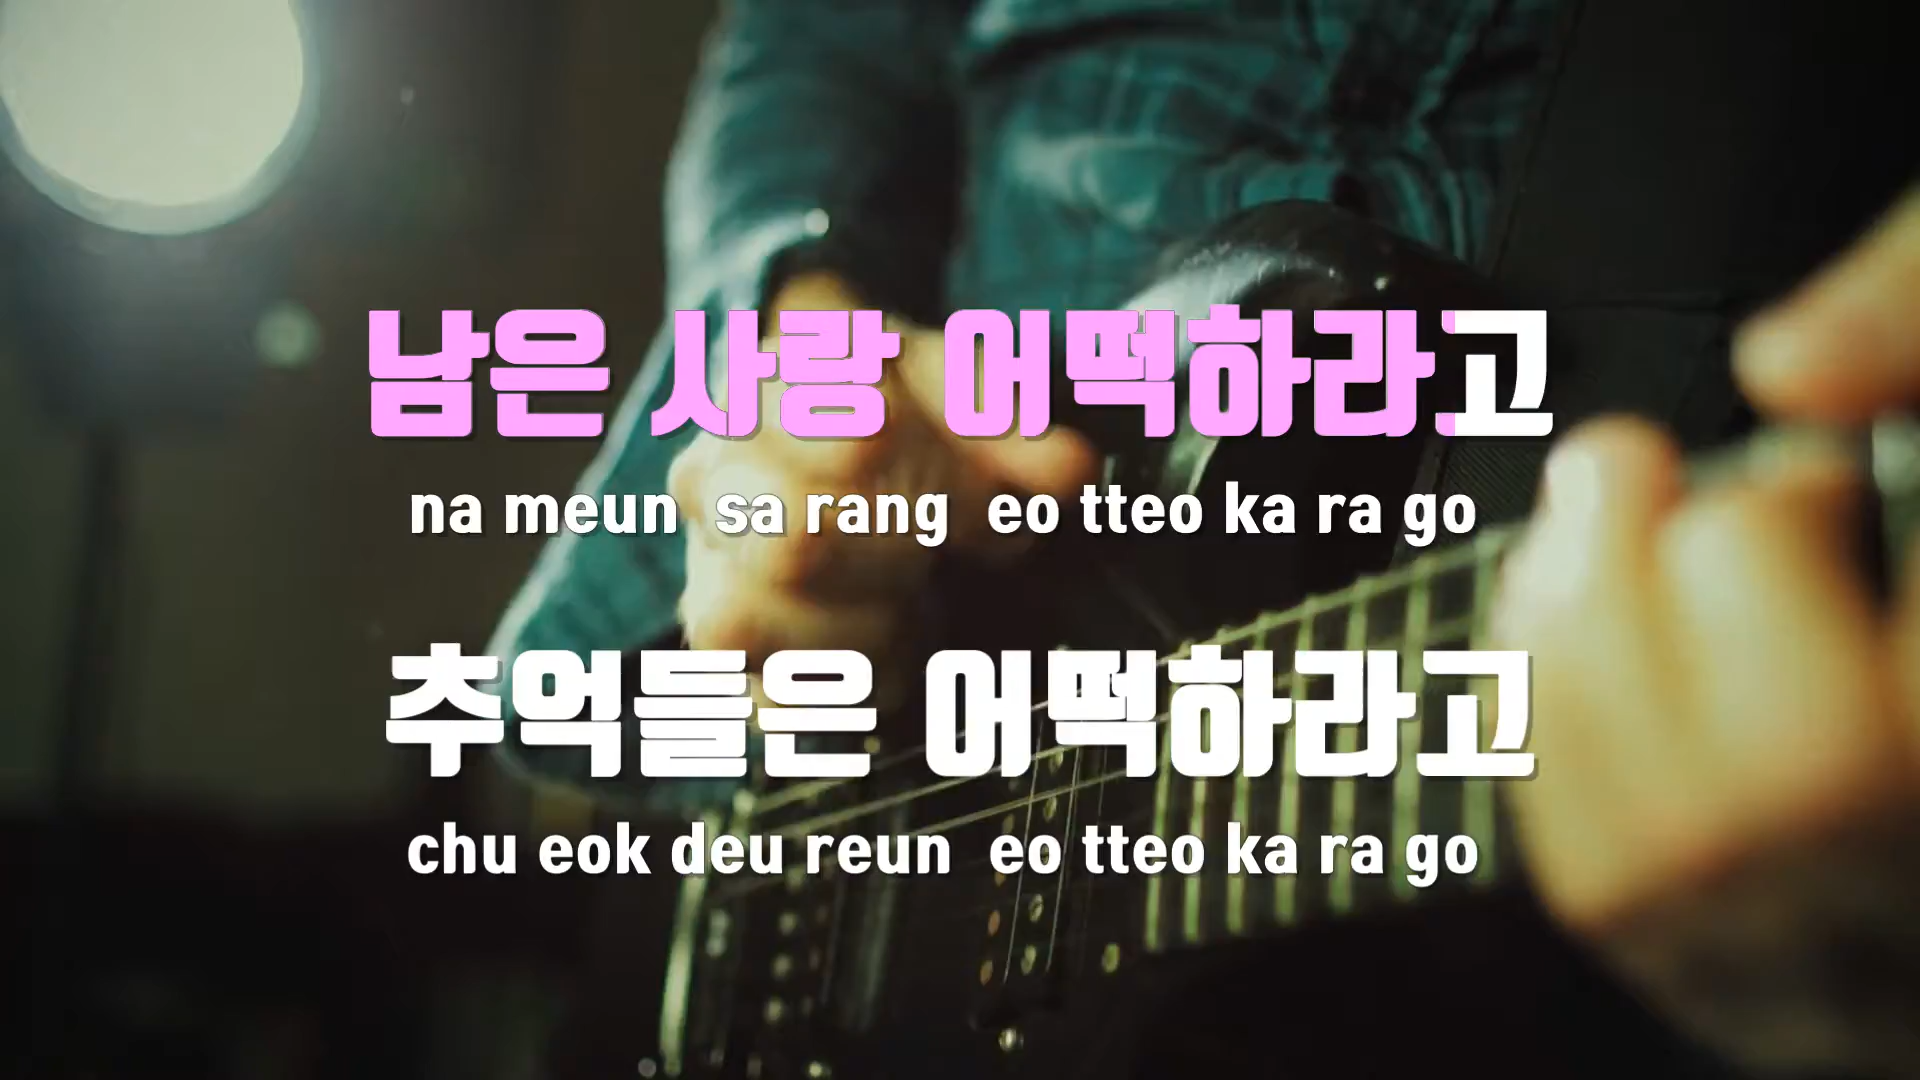 남은 사랑 어떡하라고
na meun sa rang eo tteo ka ra go
추억들은 어떡하라고
chu eok deu reun eo tteo ka ra go